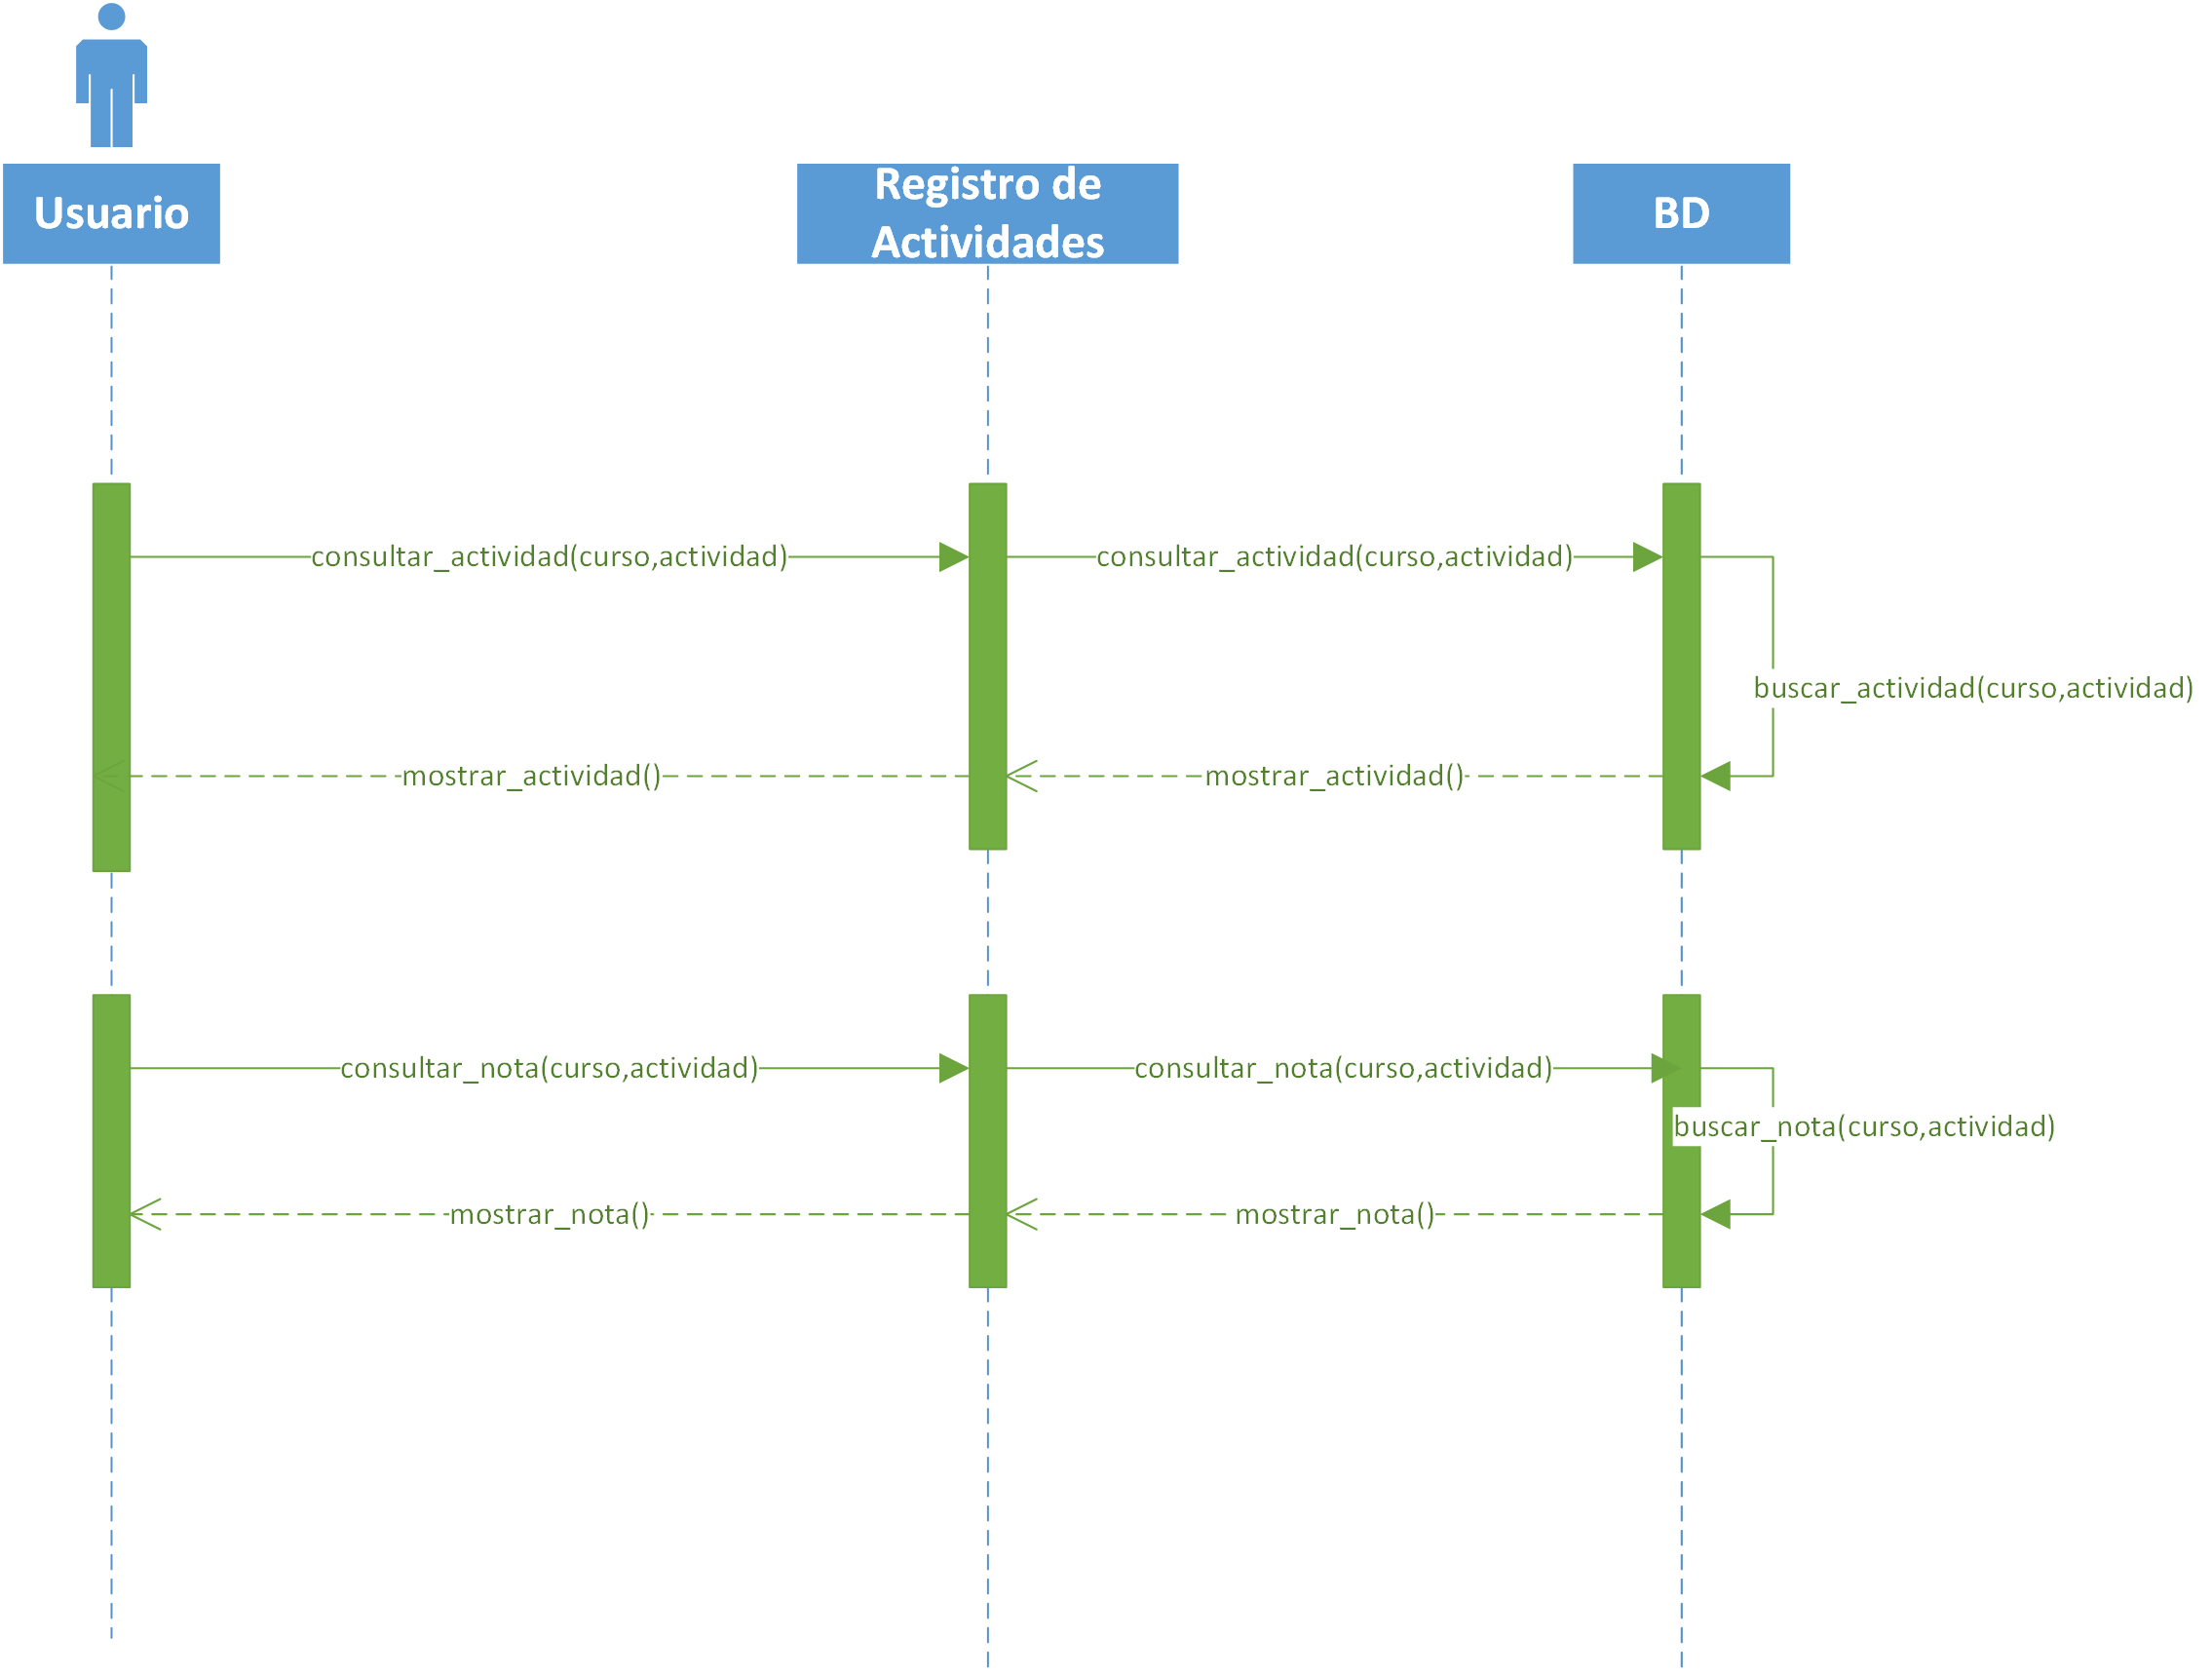 Usuario
Registro de
Actividades
BD
consultar_actividad(curso,actividad)
consultar_actividad(curso,actividad)
buscar_actividad(curso,actividad)
mostrar_actividad()
mostrar_actividad()
consultar_nota(curso,actividad)
consultar_nota(curso,actividad)
buscar_nota(curso,actividad)
mostrar_nota()
mostrar_nota()